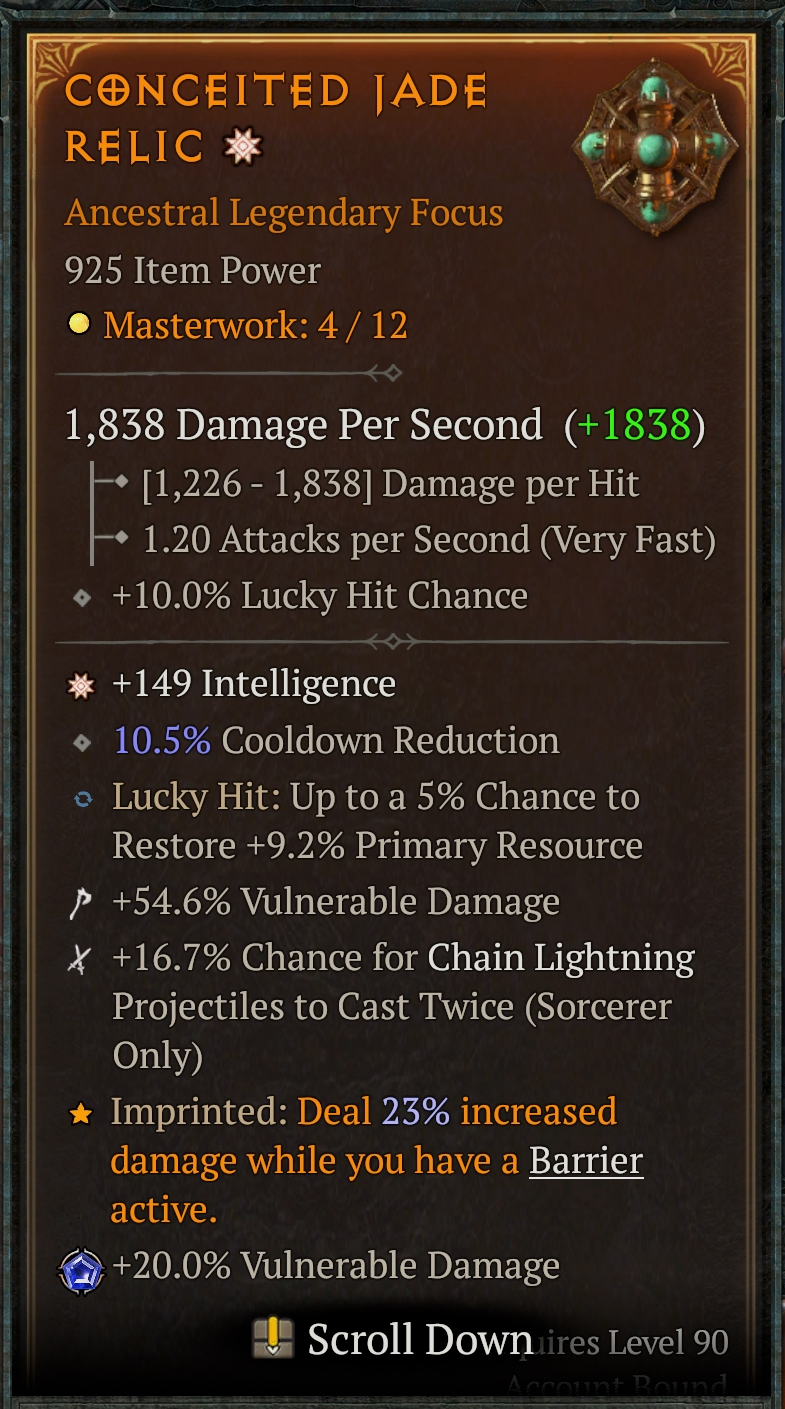 CONCEITED JADE
RELIC
Ancestral Legendary Focus
925 Item Power
Masterwork: 4 / 12
1,838 Damage Per Second (+1838)
[1,226 - 1,838] Damage per Hit
1.20 Attacks per Second (Very Fast)
+10.0% Lucky Hit Chance
+149 Intelligence
10.5% Cooldown Reduction
Lucky Hit: Up to a 5% Chance to
Restore +9.2% Primary Resource
+54.6% Vulnerable Damage
+16.7% Chance for Chain Lightning
Projectiles to Cast Twice (Sorcerer
Only)
Imprinted: Deal 23% increased
damage while you have a Barrier
active.
+20.0% Vulnerable Damage
Scroll Down
Level 90
Account Bound